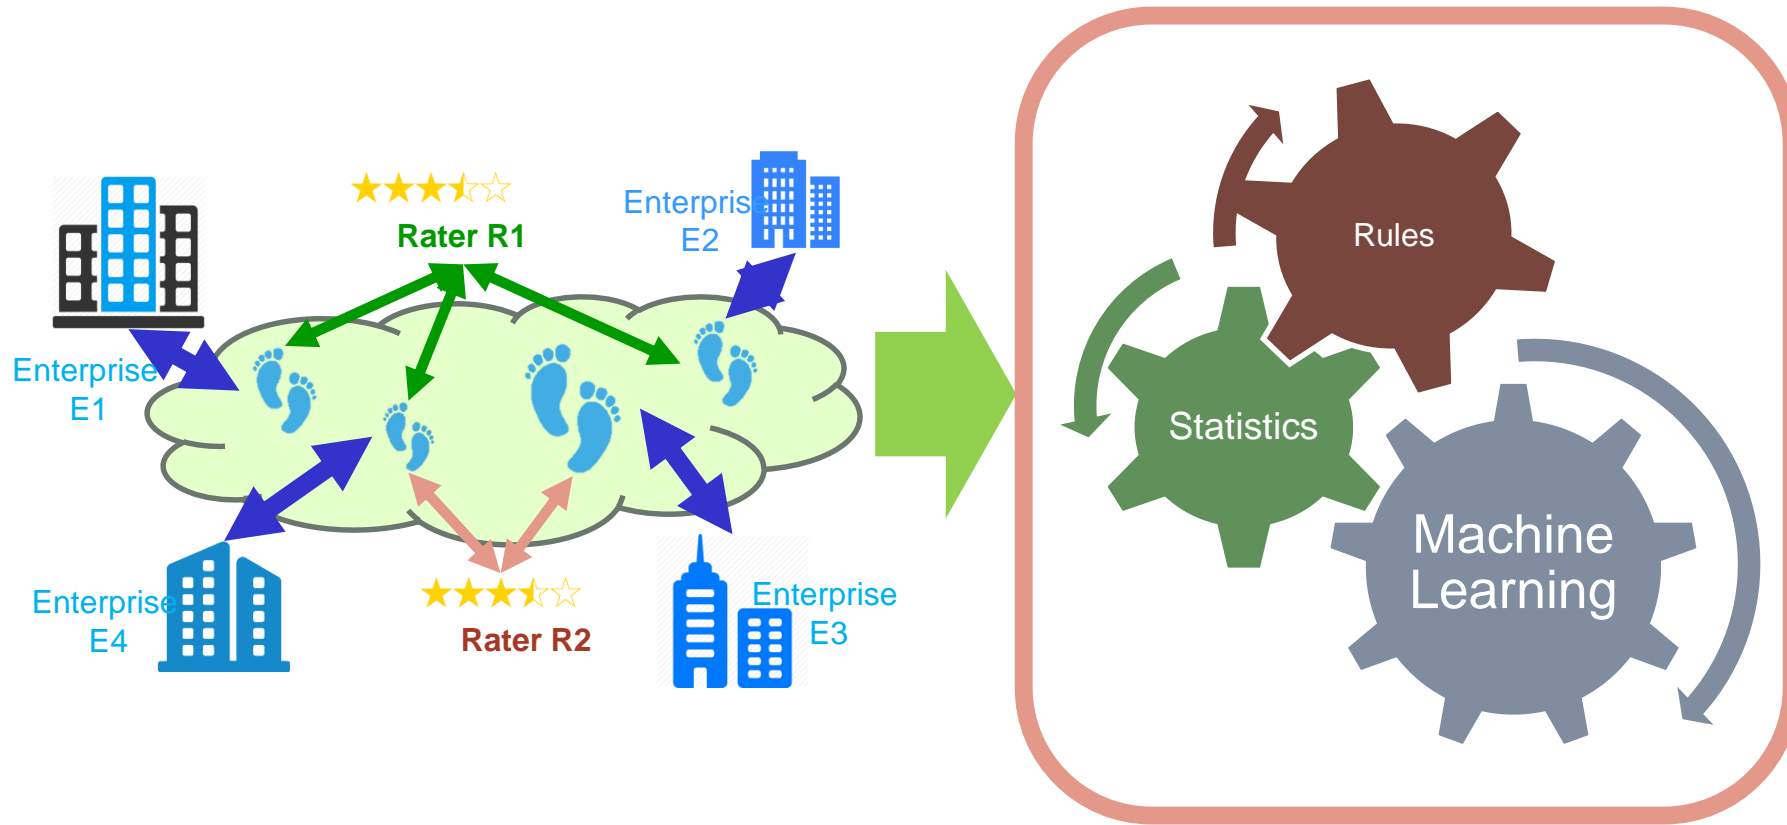 Rater R1
Enterprise
E2
Enterprise
E1
Enterprise
E4
Rater R2
Enterprise
E3
Rules
Statistics
Machine
Learning